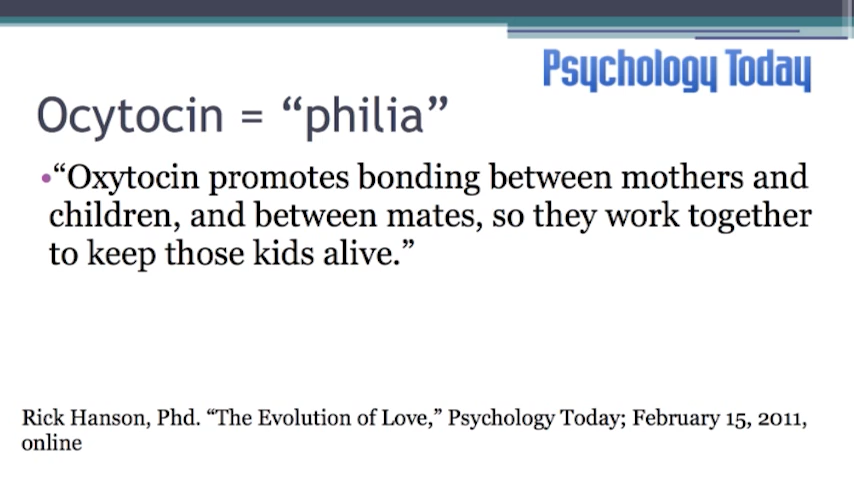 Psychology Today
Ocytocin = “philia”
•“Oxytocin promotes bonding between mothers and
children, and between mates, so they work together
to keep those kids alive.”
Rick Hanson, Phd. “The Evolution of Love,” Psychology Today; February 15, 2011,
online